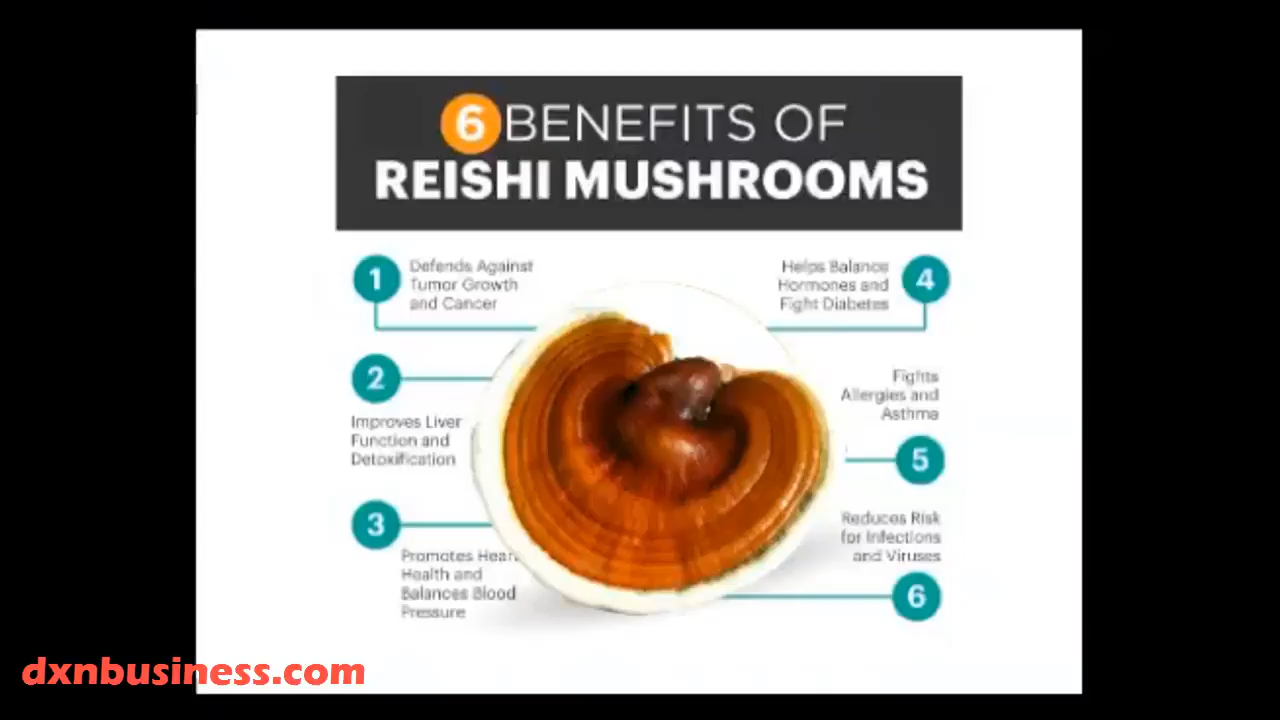 6 BENEFITS OF
REISHI MUSHROOMS
1
Defends Against
Tumor Growth
and Cancer
2
Improves Liver
Function and
Detoxification
3
Promotes Heart
Health and
Balances Blood
Pressure
Helps Balance
Hormones and
Fight Diabetes
4
Fights
Allergies and
Asthma
5
Reduces Risk
for Infections
and Viruses
6
dxnbusiness.com